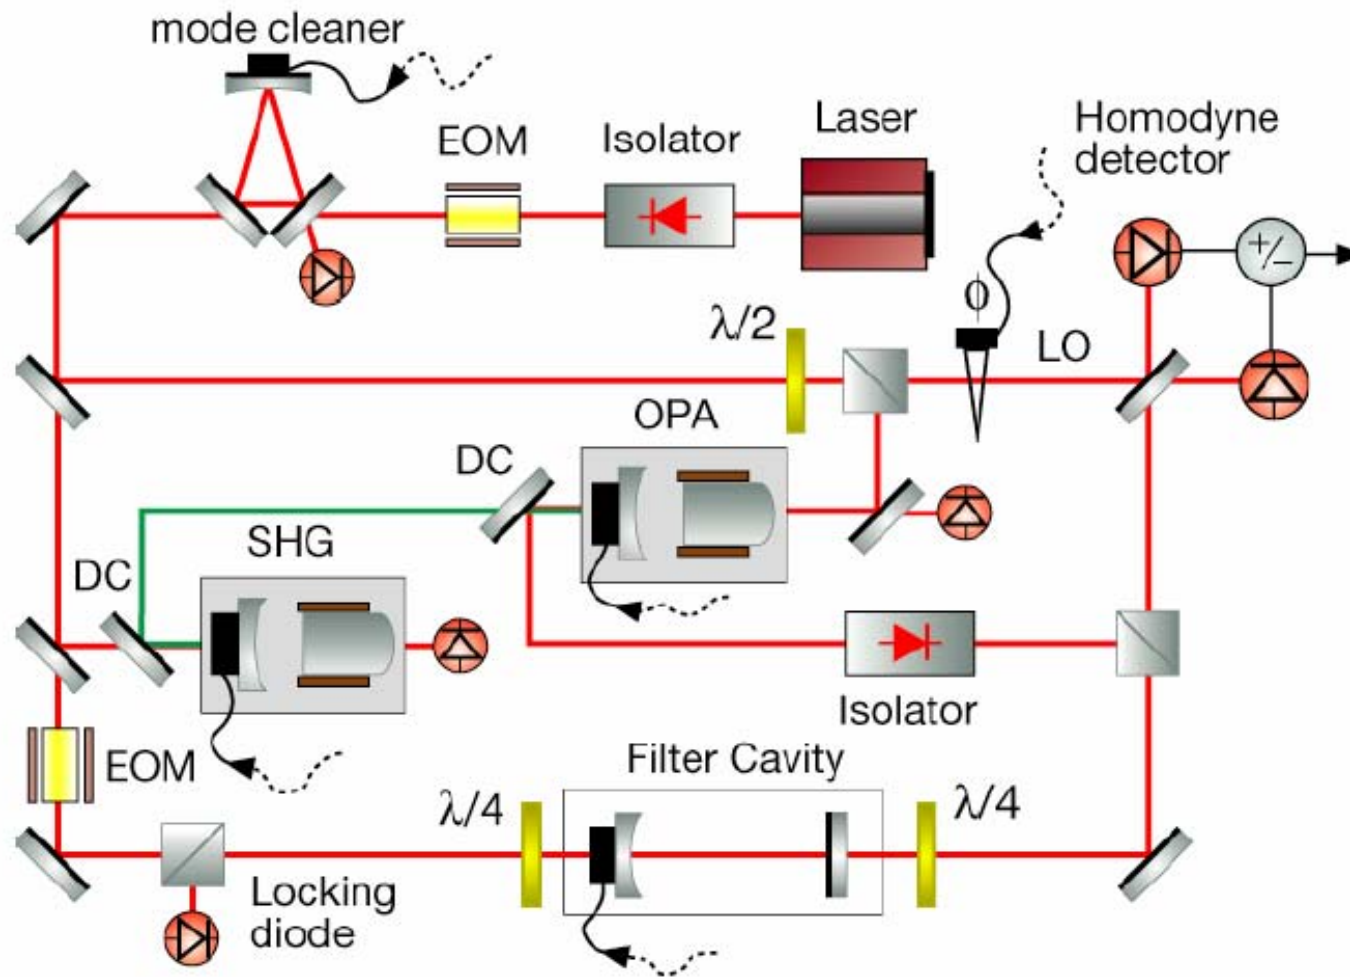 mode cleaner
EOM
Isolator
Laser
Homodyne
detector
+/-
ϕ
λ/2
LO
OPA
DC
SHG
DC
Isolator
EOM
Filter Cavity
λ/4
λ/4
Locking
diode